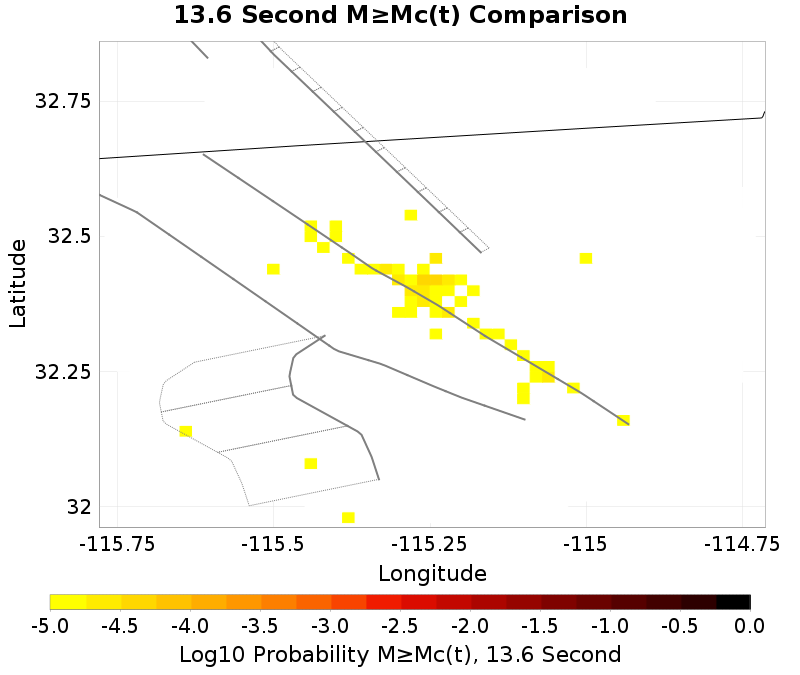 13.6 Second M≥Mc(t) Comparison
32.75
32.5
32.25
32
Latitude
-115.75 -115.5 -115.25 -115 -114.75
Longitude
-5.0 -4.5 -4.0 -3.5 -3.0 -2.5 -2.0 -1.5 -1.0 -0.5 0.0
Log10 Probability M≥Mc(t), 13.6 Second